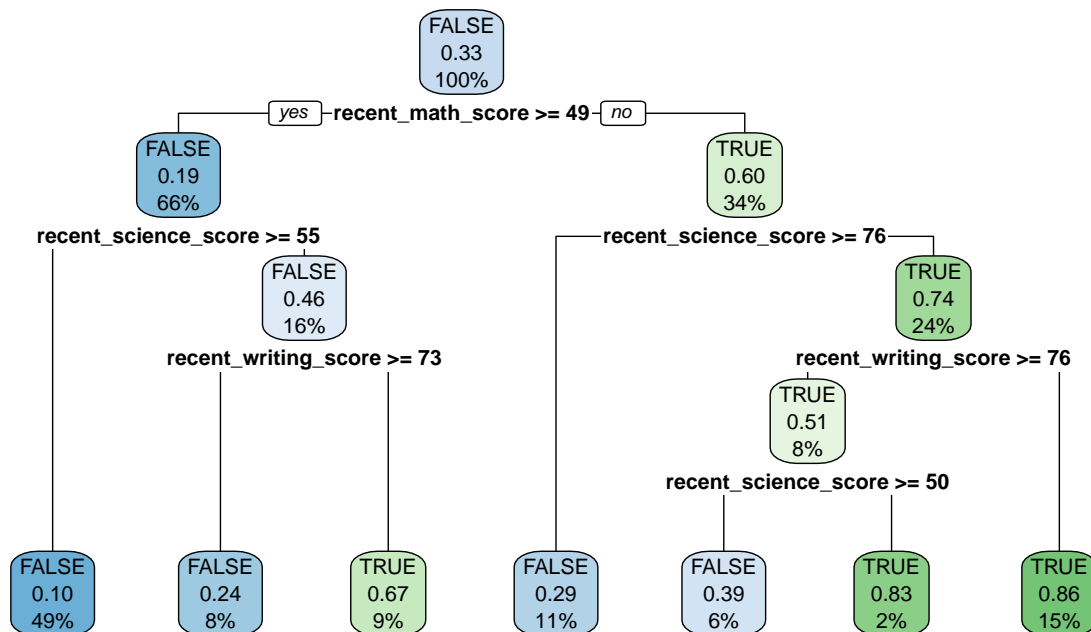 FALSE
0.33
100%
yes recent_math_score >= 49 no
FALSE
0.19
66%
TRUE
0.60
34%
recent_science_score >= 55
recent_science_score >= 76
FALSE
0.46
16%
TRUE
0.74
24%
recent_writing_score >= 73
recent_writing_score >= 76
TRUE
0.51
8%
recent_science_score >= 50
FALSE
0.10
49%
FALSE
0.24
8%
TRUE
0.67
9%
FALSE
0.29
11%
FALSE
0.39
6%
TRUE
0.83
2%
TRUE
0.86
15%